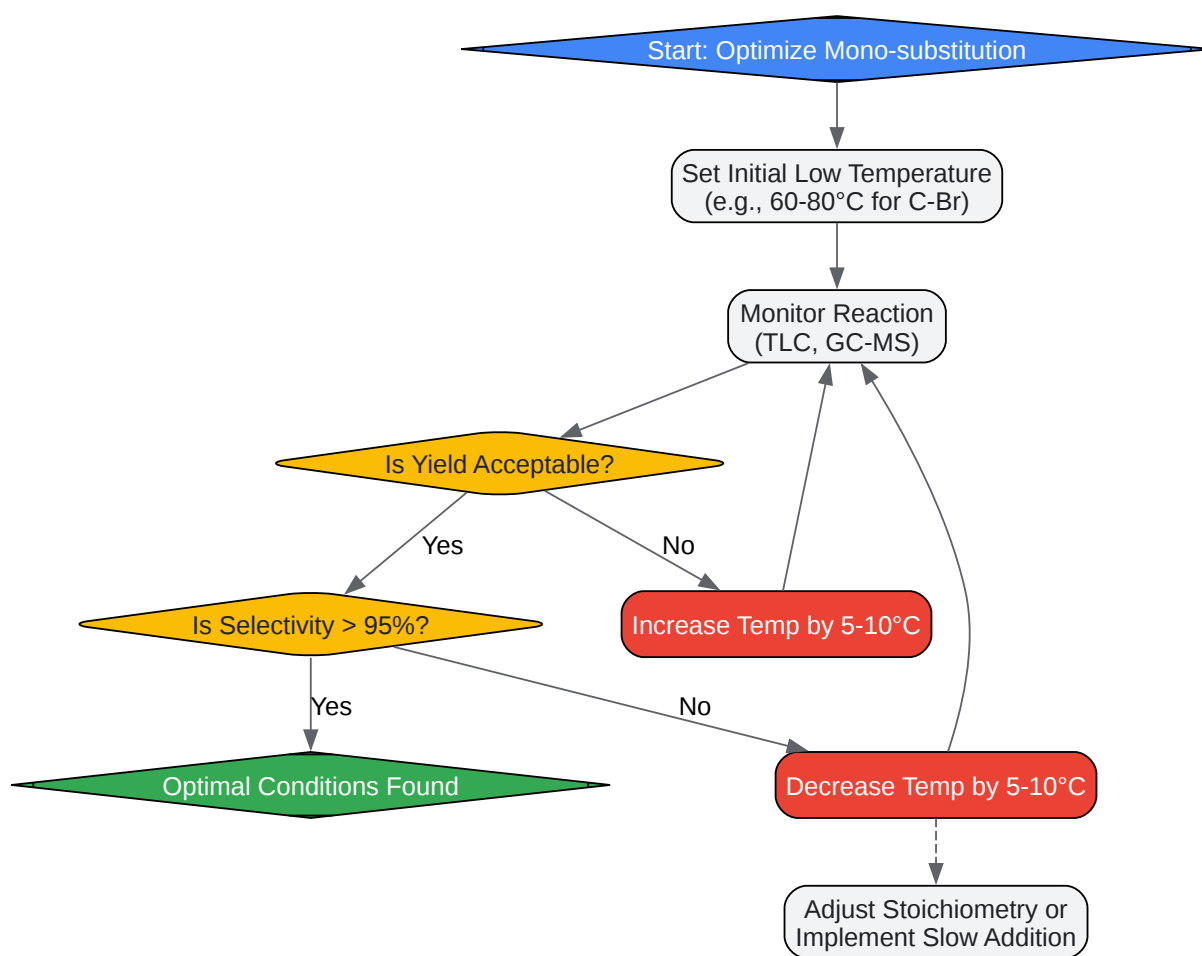 Start: Optimize Mono-substitution
Set Initial Low Temperature
(e.g., 60-80°C for C-Br)
Monitor Reaction
(TLC, GC-MS)
Is Yield Acceptable?
Yes
No
Is Selectivity > 95%?
Increase Temp by 5-10°C
Yes
No
Optimal Conditions Found
Decrease Temp by 5-10°C
Adjust Stoichiometry or
Implement Slow Addition